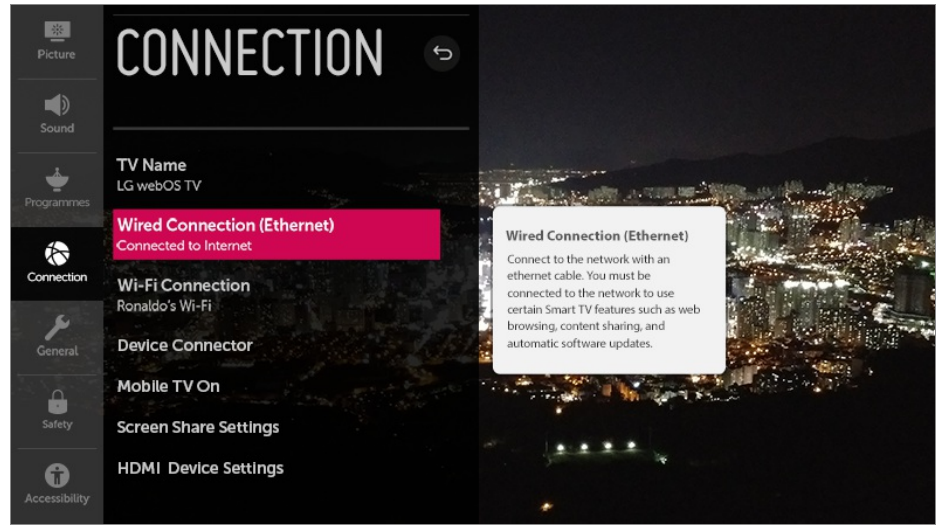 Picture
Sound
Programmes
Connection
General
Safety
Accessibility
CONNECTION
TV Name
LG webOS TV
Wired Connection (Ethernet)
Connected to Internet
Wi-Fi Connection
Ronaldo's Wi-Fi
Device Connector
Mobile TV On
Screen Share Settings
HDMI Device Settings
Wired Connection (Ethernet)
Connect to the network with an
ethernet cable. You must be
connected to the network to use
certain Smart TV features such as web
browsing, content sharing, and
automatic software updates.